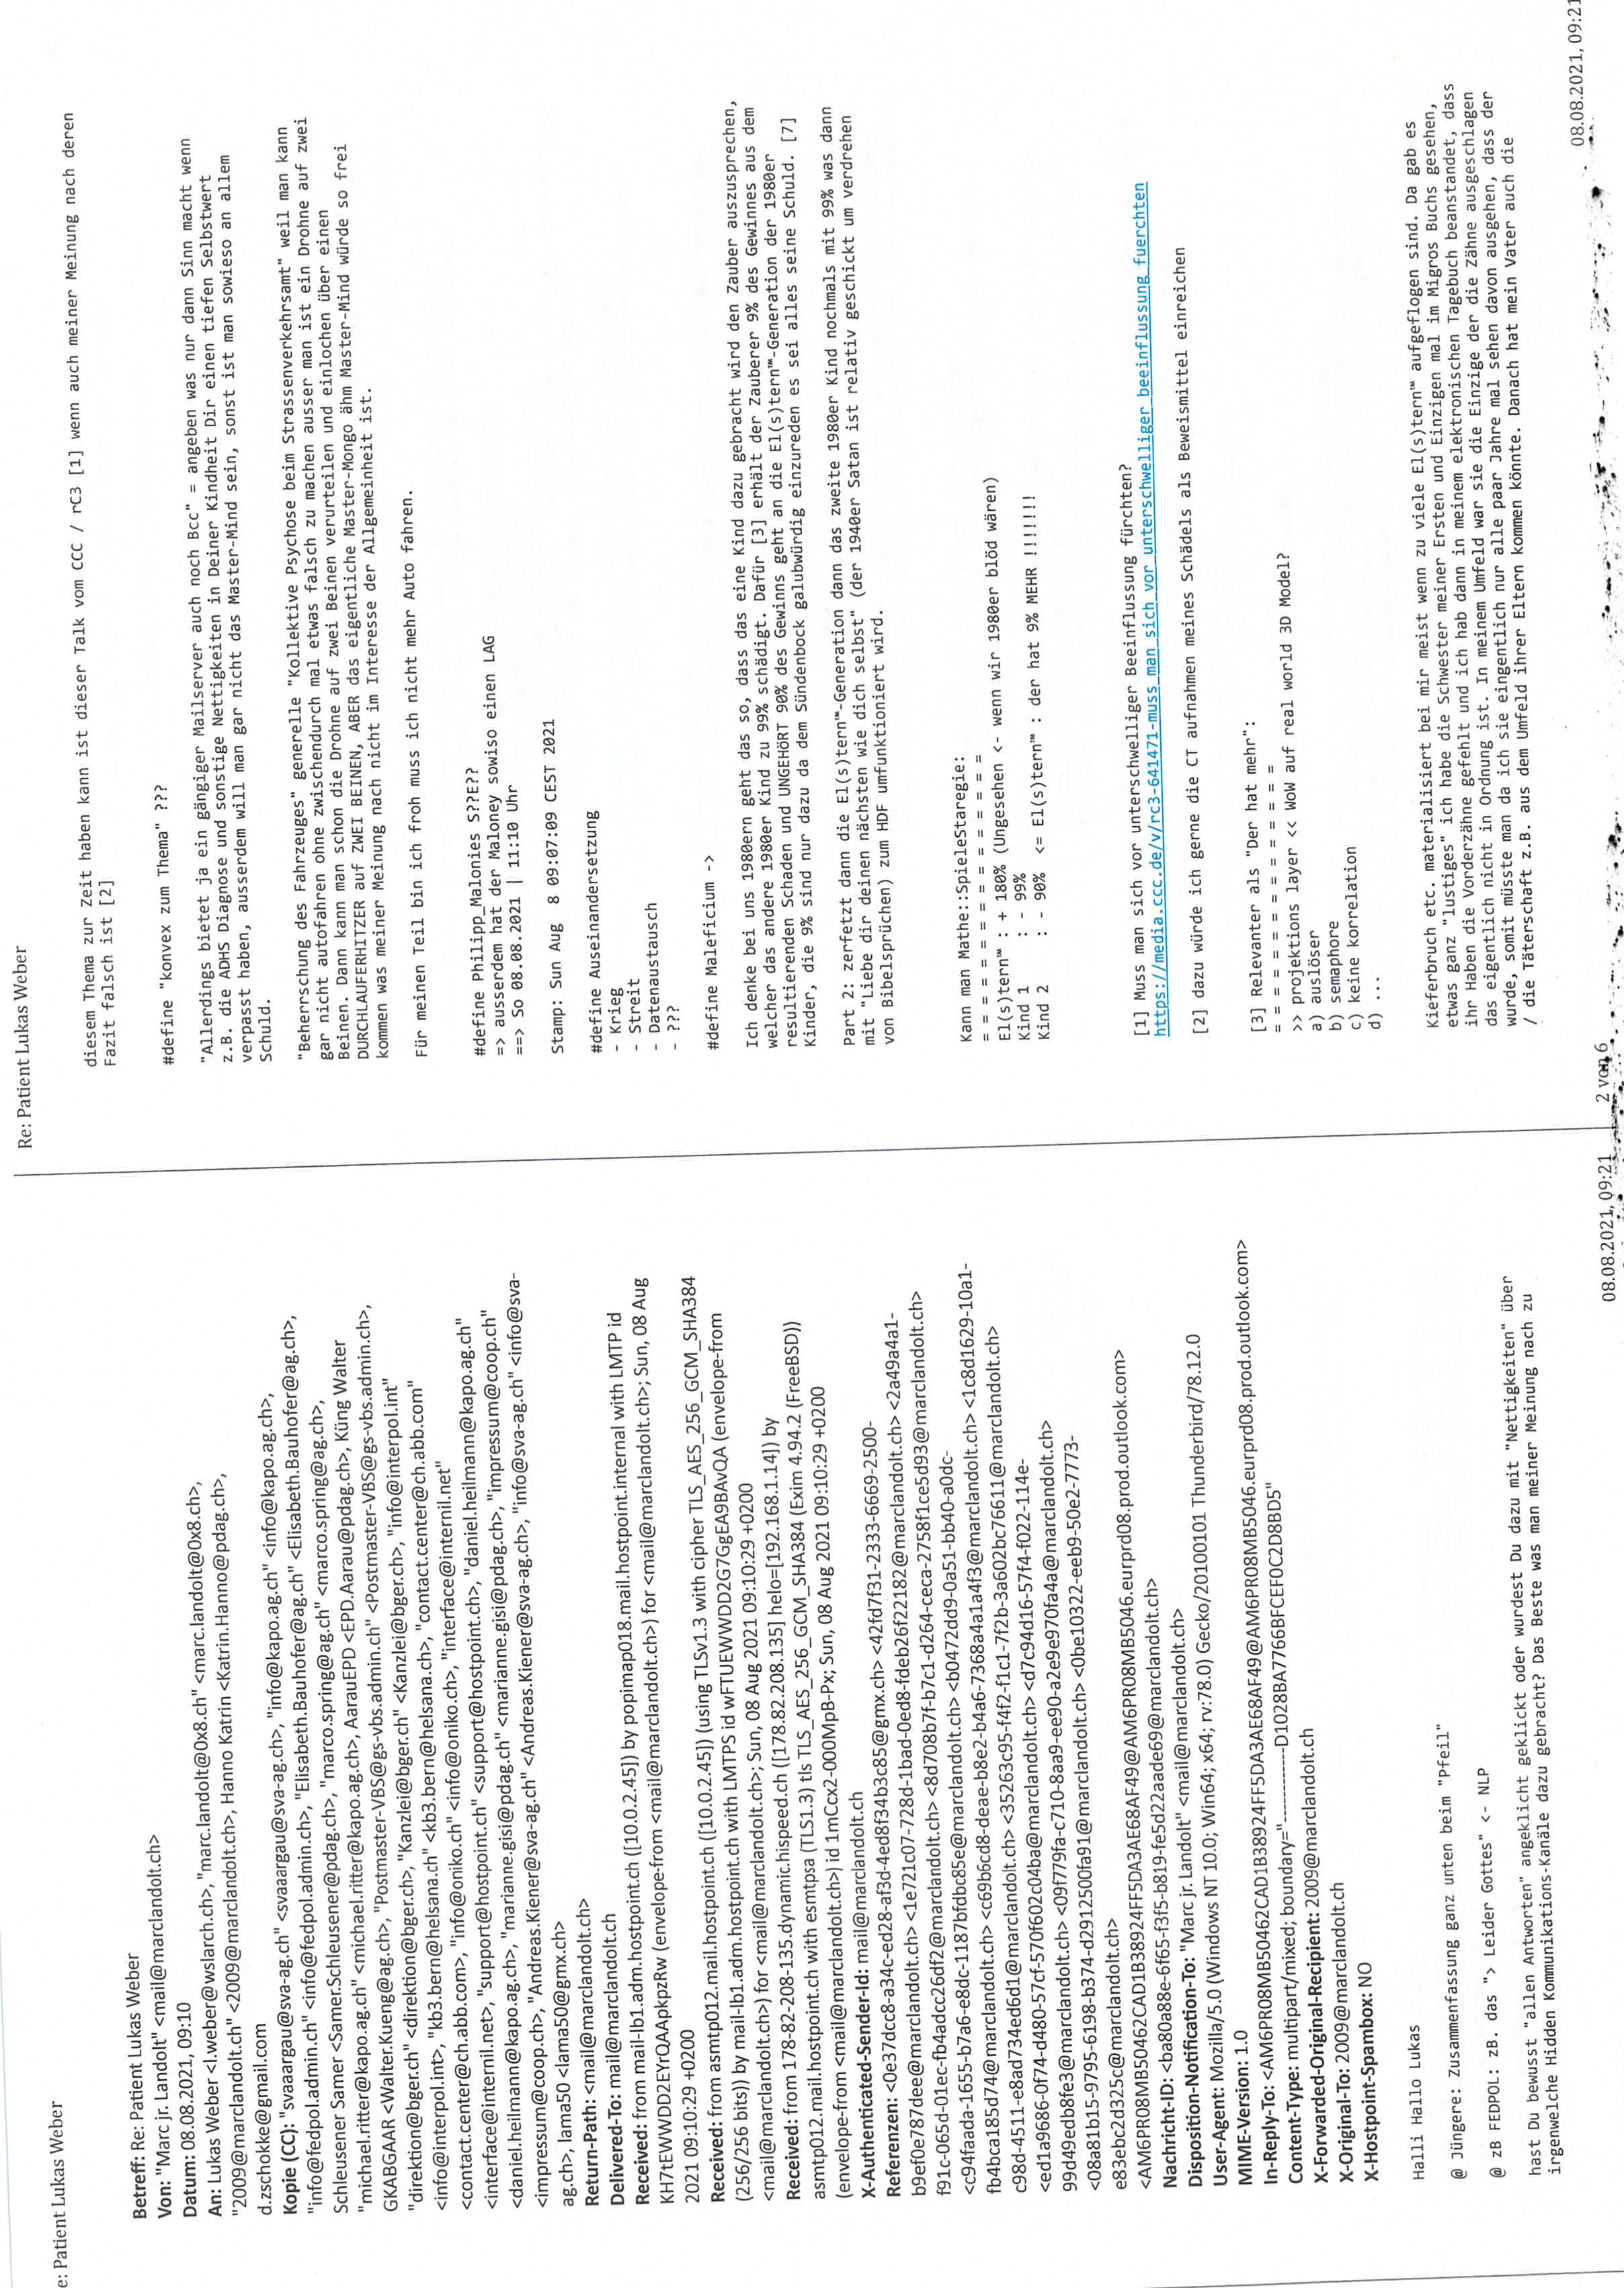 e: Patient Lukas Weber
Betreff: Re: Patient Lukas Weber
Von: "Marc jr. Landolt" <mail@marclandolt.ch>
Datum: 08.08.2021, 09:10
An: Lukas Weber <l.weber@wslarch.ch>, "marc.landolt@0x8.ch" <marc.landolt@0x8.ch>,
"2009@marclandolt.ch" <2009@marclandolt.ch>, Hanno Katrin <Katrin.Hanno@pdag.ch>,
d.zschokke@gmail.com
Kopie (CC): "svaargau@sva-ag.ch" <svaargau@sva-ag.ch>, "info@kapo.ag.ch" <info@kapo.ag.ch>,
"info@fedpol.admin.ch" <info@fedpol.admin.ch>, "Elisabeth.Bauhofer@ag.ch" <Elisabeth.Bauhofer@ag.ch>,
Schleusener Samer <Samer.Schleusener@pdag.ch>, "marco.spring@ag.ch" <marco.spring@ag.ch>,
"michael.ritter@kapo.ag.ch" <michael.ritter@kapo.ag.ch>, AarauEPD <EPD.Aarau@pdag.ch>, Küng Walter
GKABGAAR <Walter.Kueng@ag.ch>, "Postmaster-VBS@gs-vbs.admin.ch" <Postmaster-VBS@gs-vbs.admin.ch>,
"direktion@bger.ch" <direktion@bger.ch>, "Kanzlei@bger.ch" <Kanzlei@bger.ch>, "info@interpol.int"
<info@interpol.int>, "kb3.bern@helsana.ch" <kb3.bern@helsana.ch>, "contact.center@ch.abb.com"
<contact.center@ch.abb.com>, "info@oniko.ch" <info@oniko.ch>, "interface@internil.net"
<interface@internil.net>, "support@hostpoint.ch" <support@hostpoint.ch>, "daniel.heilmann@kapo.ag.ch"
<daniel.heilmann@kapo.ag.ch>, "marianne.gisi@pdag.ch" <marianne.gisi@pdag.ch>, "impressum@coop.ch"
<impressum@coop.ch>, "Andreas.Kiener@sva-ag.ch" <Andreas.Kiener@sva-ag.ch>, "info@sva-ag.ch" <info@sva-
ag.ch>, lama50 <lama50@gmx.ch>
Return-Path: <mail@marclandolt.ch>
Delivered-To: mail@marclandolt.ch
Received: from mail-lb1.adm.hostpoint.ch ([10.0.2.45]) by popimap018.mail.hostpoint.internal with LMTP id
KH7tEWWDD2EYrQAApkpzRw (envelope-from <mail@marclandolt.ch>) for <mail@marclandolt.ch>; Sun, 08 Aug
2021 09:10:29 +0200
Received: from asmtp012.mail.hostpoint.ch ([10.0.2.45]) (using TLSv1.3 with cipher TLS_AES_256_GCM_SHA384
(256/256 bits)) by mail-lb1.adm.hostpoint.ch with LMTPS id wFTUEWWDD2G7GgEA9BAvQA (envelope-from
<mail@marclandolt.ch>) for <mail@marclandolt.ch>; Sun, 08 Aug 2021 09:10:29 +0200
Received: from 178-82-208-135.dynamic.hispeed.ch ([178.82.208.135] helo=[192.168.1.14]) by
asmtp012.mail.hostpoint.ch with esmtpsa (TLS1.3) tls TLS_AES_256_GCM_SHA384 (Exim 4.94.2 (FreeBSD))
(envelope-from <mail@marclandolt.ch>) id 1mCcx2-000MpB-Px; Sun, 08 Aug 2021 09:10:29 +0200
X-Authenticated-Sender-Id: mail@marclandolt.ch
Referenzen: <0e37dcc8-a34c-ed28-af3d-4ed8f34b3c85@gmx.ch> <42fd7f31-2333-6669-2500-
b9ef0e787dee@marclandolt.ch> <1e721c07-728d-1bad-0ed8-fdeb26f22182@marclandolt.ch> <2a49a4a1-
f91c-065d-01ec-fb4adcc26df2@marclandolt.ch> <8d708b7f-b7c1-d264-ceca-2758f1ce5d93@marclandolt.ch>
<c94faada-1655-b7a6-e8dc-1187bfdbc85e@marclandolt.ch> <b0472dd9-0a51-bb40-a0dc-
fb4bca185d74@marclandolt.ch> <c69b6cd8-deae-b8e2-b4a6-7368a4a1a4f3@marclandolt.ch> <1c8d1629-10a1-
c98d-4511-e8ad734ed6d1@marclandolt.ch> <35263c95-f4f2-f1c1-7f2b-3a602bc76611@marclandolt.ch>
<ed1a9686-0f74-d480-57cf-570f602c04ba@marclandolt.ch> <d7c94d16-57f4-f022-114e-
99d49edb8fe3@marclandolt.ch> <09f779fa-c710-8aa9-ee90-a2e9e970fa4a@marclandolt.ch>
<08a81b15-9795-6198-b374-d2912500fa91@marclandolt.ch> <0be10322-eeb9-50e2-7773-
e83ebc2d325c@marclandolt.ch>
<AM6PR08MB50462CAD1B38924FF5DA3AE68AF49@AM6PR08MB5046.eurprd08.prod.outlook.com>
Nachricht-ID: <ba80a88e-6f65-f3f5-b819-fe5d22aade69@marclandolt.ch>
Disposition-Notification-To: "Marc jr. Landolt" <mail@marclandolt.ch>
User-Agent: Mozilla/5.0 (Windows NT 10.0; Win64; x64; rv:78.0) Gecko/20100101 Thunderbird/78.12.0
MIME-Version: 1.0
In-Reply-To: <AM6PR08MB50462CAD1B38924FF5DA3AE68AF49@AM6PR08MB5046.eurprd08.prod.outlook.com>
Content-Type: multipart/mixed; boundary="------------D1028BA7766BFCEF0C2D8BD5"
X-Forwarded-Original-Recipient: 2009@marclandolt.ch
X-Original-To: 2009@marclandolt.ch
X-Hostpoint-Spambox: NO
Halli Hallo Lukas
@ Jüngere: Zusammenfassung ganz unten beim "Pfeil"
@ zB FEDPOL: zB. das "> Leider Gottes" <- NLP
hast Du bewusst "allen Antworten" angeklicht geklickt oder wurdest Du dazu mit "Nettigkeiten" über
irgenwelche Hidden Kommunikations-Kanäle dazu gebracht? Das Beste was man meiner Meinung nach zu
08.08.2021, 09:21
Re: Patient Lukas Weber
diesem Thema zur Zeit haben kann ist dieser Talk vom CCC / rC3 [1] wenn auch meiner Meinung nach deren
Fazit falsch ist [2]
#define "konvex zum Thema" ???
"Allerdings bietet ja ein gängiger Mailserver auch noch Bcc" = angeben was nur dann Sinn macht wenn
z.B. die ADHS Diagnose und sonstige Nettigkeiten in Deiner Kindheit Dir einen tiefen Selbstwert
verpasst haben, ausserdem will man gar nicht das Master-Mind sein, sonst ist man sowieso an allem
Schuld.
"Beherrschung des Fahrzeuges" generelle "Kollektive Psychose beim Strassenverkehrsamt" weil man kann
gar nicht autofahren ohne zwischendurch mal etwas falsch zu machen ausser man ist ein Drohne auf zwei
Beinen. Dann kann man schon die Drohne auf zwei Beinen verurteilen und einlochen über einen
DURCHLAUFERHITZER auf ZWEI BEINEN, ABER das eigentliche Master-Mongo ähm Master-Mind würde so frei
kommen was meiner Meinung nach nicht im Interesse der Allgemeinheit ist.
Für meinen Teil bin ich froh muss ich nicht mehr Auto fahren.
#define Philipp_Malonies S??E??
=> ausserdem hat der Maloney sowiso einen LAG
==> So 08.08.2021 | 11:10 Uhr
Stamp: Sun Aug  8 09:07:09 CEST 2021
#define Auseinandersetzung
- Krieg
- Streit
- Datenaustausch
- ???
#define Maleficium ->
Ich denke bei uns 1980ern geht das so, dass das eine Kind dazu gebracht wird den Zauber auszusprechen,
welcher das andere 1980er Kind zu 99% schädigt. Dafür [3] erhält der Zauberer 9% des Gewinnes aus dem
resultierenden Schaden und UNGEHÖRT 90% des Gewinns geht an die El(s)tern™-Generation der 1980er
Kinder, die 9% sind nur dazu da dem Sündenbock galubwürdig einzureden es sei alles seine Schuld. [7]
Part 2: zerfetzt dann die El(s)tern™-Generation dann das zweite 1980er Kind nochmals mit 99% was dann
mit "Liebe dir deinen nächsten wie dich selbst" (der 1940er Satan ist relativ geschickt um verdrehen
von Bibelsprüchen) zum HDF umfunktioniert wird.
Kann man Mathe::SpieleStaregie:
= = = = = = = = = = = = = = = =
El(s)tern™ : + 180% (Ungesehen <- wenn wir 1980er blöd wären)
Kind 1     : - 99%
Kind 2     : - 90%  <= El(s)tern™ : der hat 9% MEHR !!!!!!!
[1] Muss man sich vor unterschwelliger Beeinflussung fürchten?
https://media.ccc.de/v/rc3-641471-muss_man_sich_vor_unterschwelliger_beeinflussung_fuerchten
[2] dazu würde ich gerne die CT aufnahmen meines Schädels als Beweismittel einreichen
[3] Relevanter als "Der hat mehr":
= = = = = = = = = = = = = = =
>> projektions layer << WoW auf real world 3D Model?
a) auslöser
b) semaphore
c) keine korrelation
d) ...
Kieferbruch etc. materialisiert bei mir meist wenn zu viele El(s)tern™ aufgeflogen sind. Da gab es
etwas ganz "lustiges" ich habe die Schwester meiner Ersten und Einzigen mal im Migros Buchs gesehen,
ihr Haben die Vorderzähne gefehlt und ich hab dann in meinem elektronischen Tagebuch beanstandet, dass
das eigentlich nicht in Ordnung ist. In meinem Umfeld war sie die Einzige der die Zähne ausgeschlagen
wurde, somit müsste man da ich sie eigentlich nur alle paar Jahre mal sehen davon ausgehen, dass der
/ die Täterschaft z.B. aus dem Umfeld ihrer Eltern kommen könnte. Danach hat mein Vater auch die
2 von 6
08.08.2021, 09:21